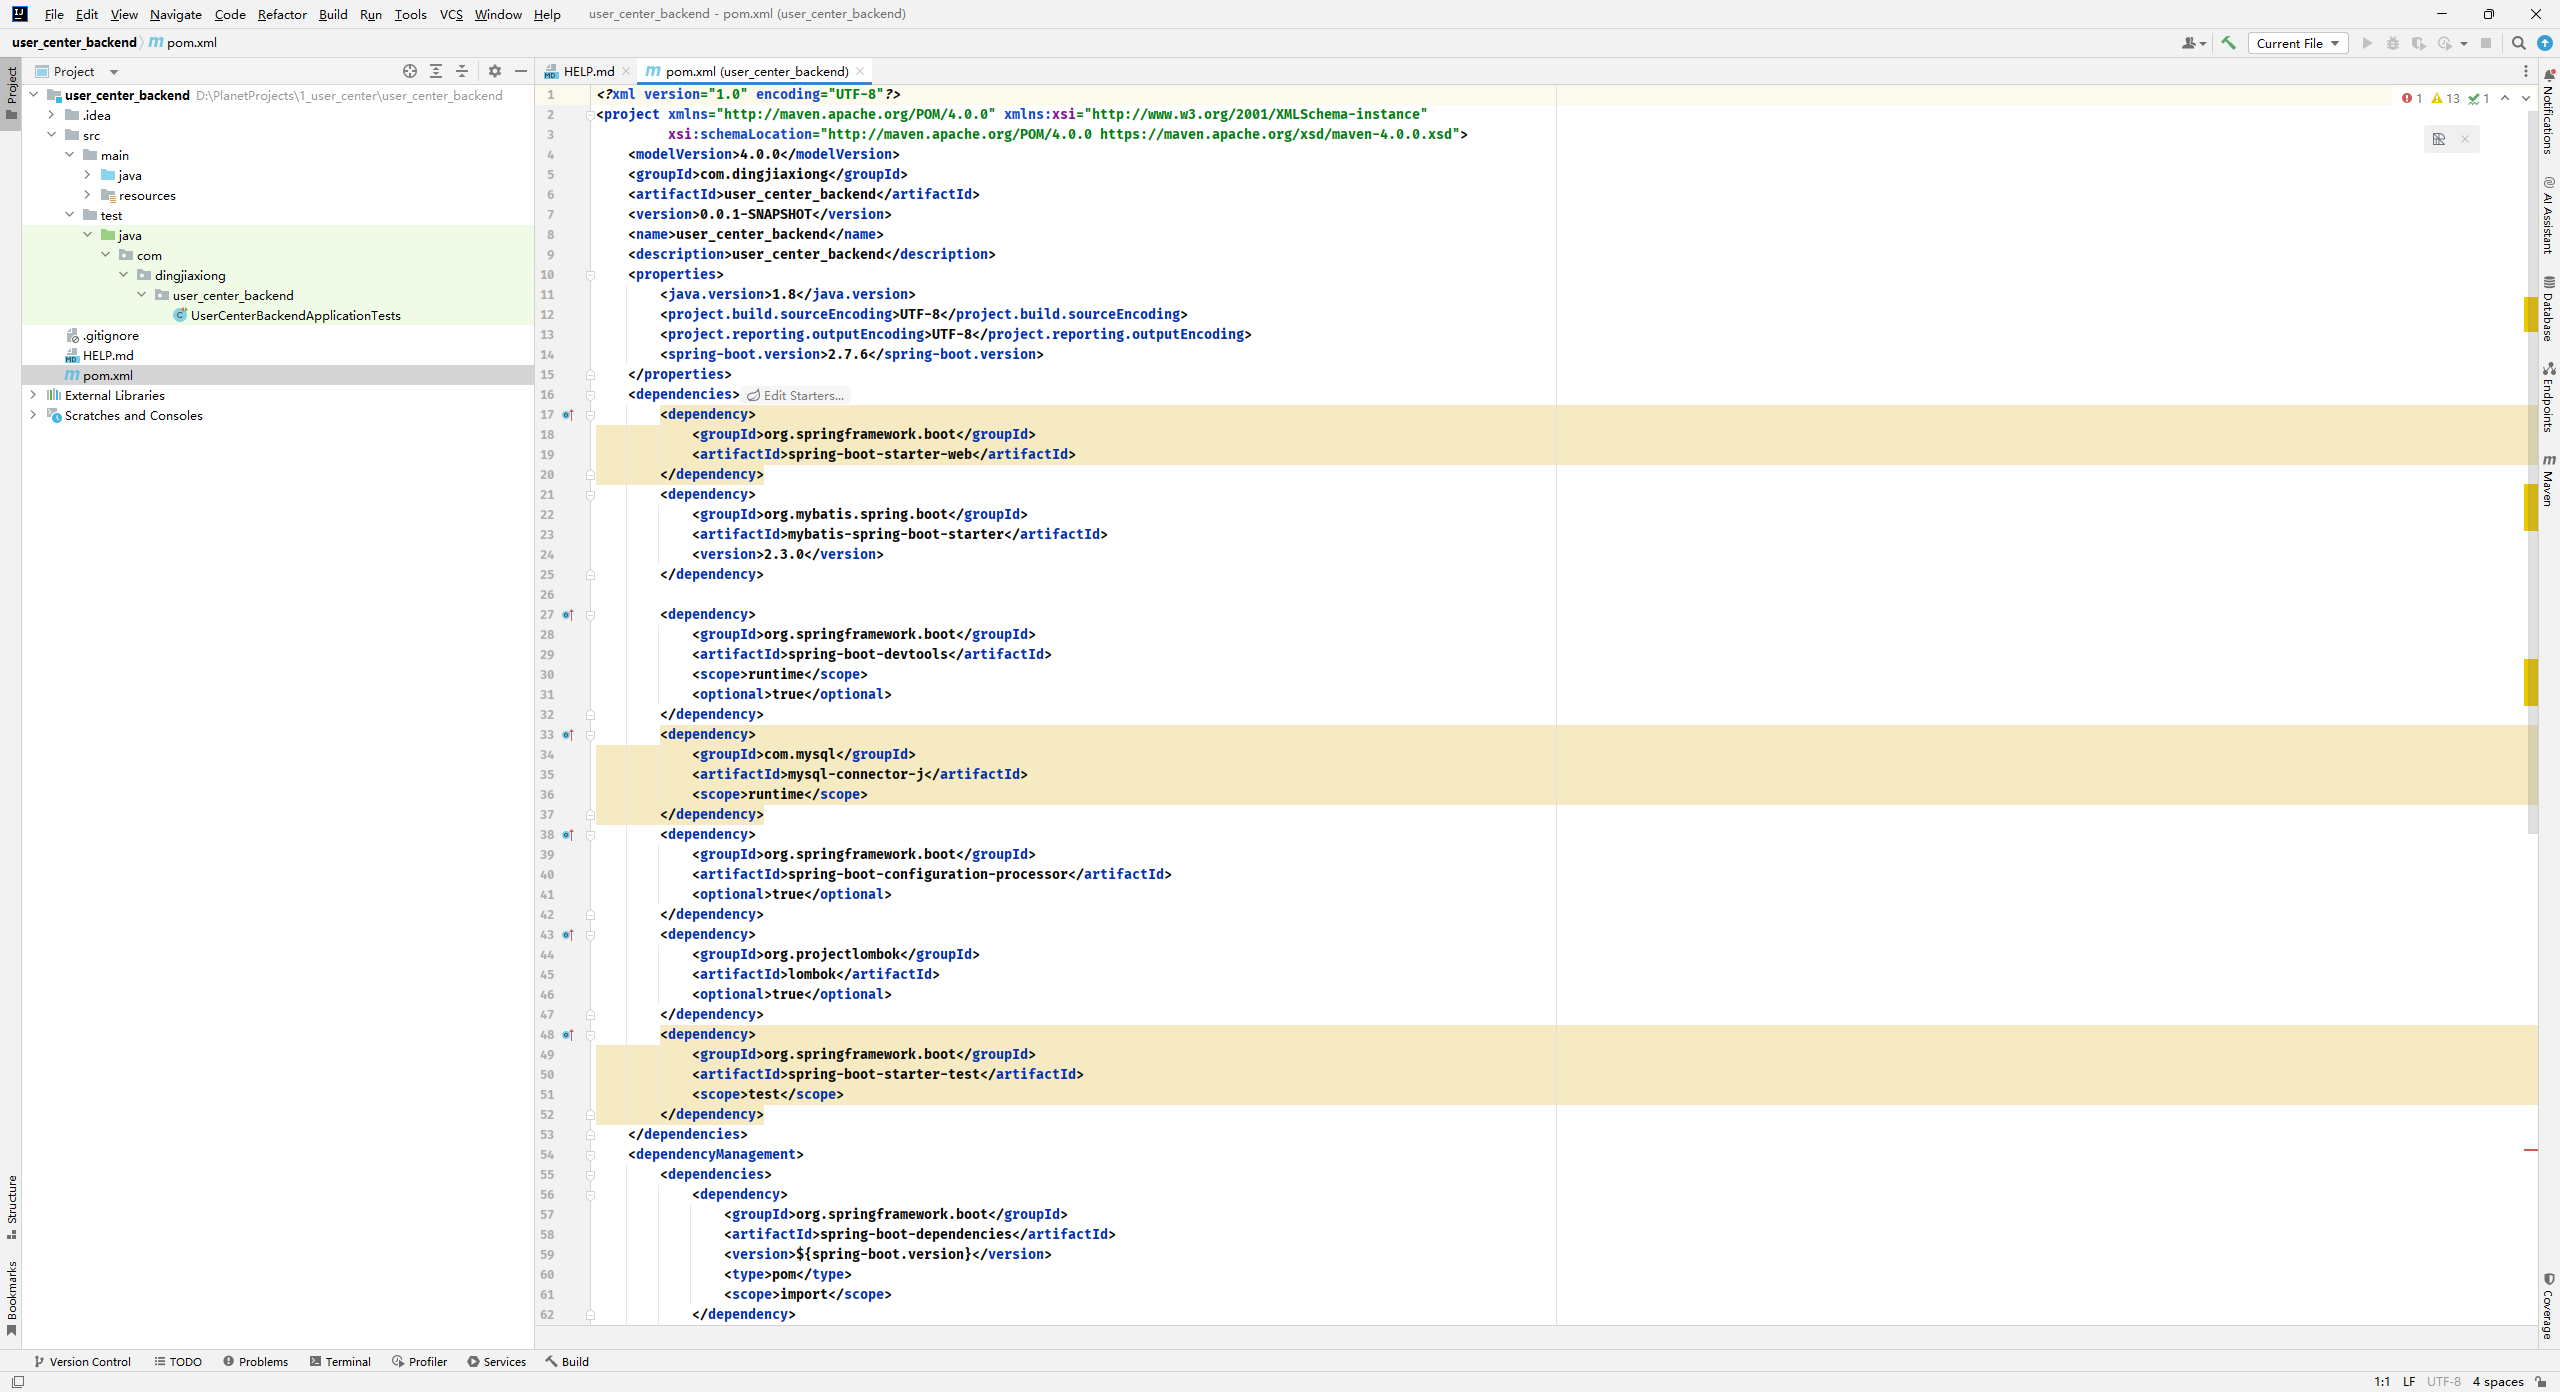 File Edit View Navigate Code Refactor Build Run Tools VCS Window Help user_center_backend - pom.xml (user_center_backend)
user_center_backend pom.xml
Current File
Project
HELP.md pom.xml (user_center_backend)
user_center_backend D:\PlanetProjects\1_user_center\user_center_backend
.idea
src
main
java
resources
test
java
com
dingjiaxiong
user_center_backend
UserCenterBackendApplicationTests
.gitignore
HELP.md
pom.xml
External Libraries
Scratches and Consoles
1 <?xml version="1.0" encoding="UTF-8"?>
2 <project xmlns="http://maven.apache.org/POM/4.0.0" xmlns:xsi="http://www.w3.org/2001/XMLSchema-instance"
3 xsi:schemaLocation="http://maven.apache.org/POM/4.0.0 https://maven.apache.org/xsd/maven-4.0.0.xsd">
4 <modelVersion>4.0.0</modelVersion>
5 <groupId>com.dingjiaxiong</groupId>
6 <artifactId>user_center_backend</artifactId>
7 <version>0.0.1-SNAPSHOT</version>
8 <name>user_center_backend</name>
9 <description>user_center_backend</description>
10 <properties>
11 <java.version>1.8</java.version>
12 <project.build.sourceEncoding>UTF-8</project.build.sourceEncoding>
13 <project.reporting.outputEncoding>UTF-8</project.reporting.outputEncoding>
14 <spring-boot.version>2.7.6</spring-boot.version>
15 </properties>
16 <dependencies> Edit Starters...
17 <dependency>
18 <groupId>org.springframework.boot</groupId>
19 <artifactId>spring-boot-starter-web</artifactId>
20 </dependency>
21 <dependency>
22 <groupId>org.mybatis.spring.boot</groupId>
23 <artifactId>mybatis-spring-boot-starter</artifactId>
24 <version>2.3.0</version>
25 </dependency>
26
27 <dependency>
28 <groupId>org.springframework.boot</groupId>
29 <artifactId>spring-boot-devtools</artifactId>
30 <scope>runtime</scope>
31 <optional>true</optional>
32 </dependency>
33 <dependency>
34 <groupId>com.mysql</groupId>
35 <artifactId>mysql-connector-j</artifactId>
36 <scope>runtime</scope>
37 </dependency>
38 <dependency>
39 <groupId>org.springframework.boot</groupId>
40 <artifactId>spring-boot-configuration-processor</artifactId>
41 <optional>true</optional>
42 </dependency>
43 <dependency>
44 <groupId>org.projectlombok</groupId>
45 <artifactId>lombok</artifactId>
46 <optional>true</optional>
47 </dependency>
48 <dependency>
49 <groupId>org.springframework.boot</groupId>
50 <artifactId>spring-boot-starter-test</artifactId>
51 <scope>test</scope>
52 </dependency>
53 </dependencies>
54 <dependencyManagement>
55 <dependencies>
56 <dependency>
57 <groupId>org.springframework.boot</groupId>
58 <artifactId>spring-boot-dependencies</artifactId>
59 <version>${spring-boot.version}</version>
60 <type>pom</type>
61 <scope>import</scope>
62 </dependency>
1 13 1
Project
Structure
Bookmarks
Notifications
AI Assistant
Database
Endpoints
Maven
Coverage
Version Control TODO Problems Terminal Profiler Services Build
1:1 LF UTF-8 4 spaces